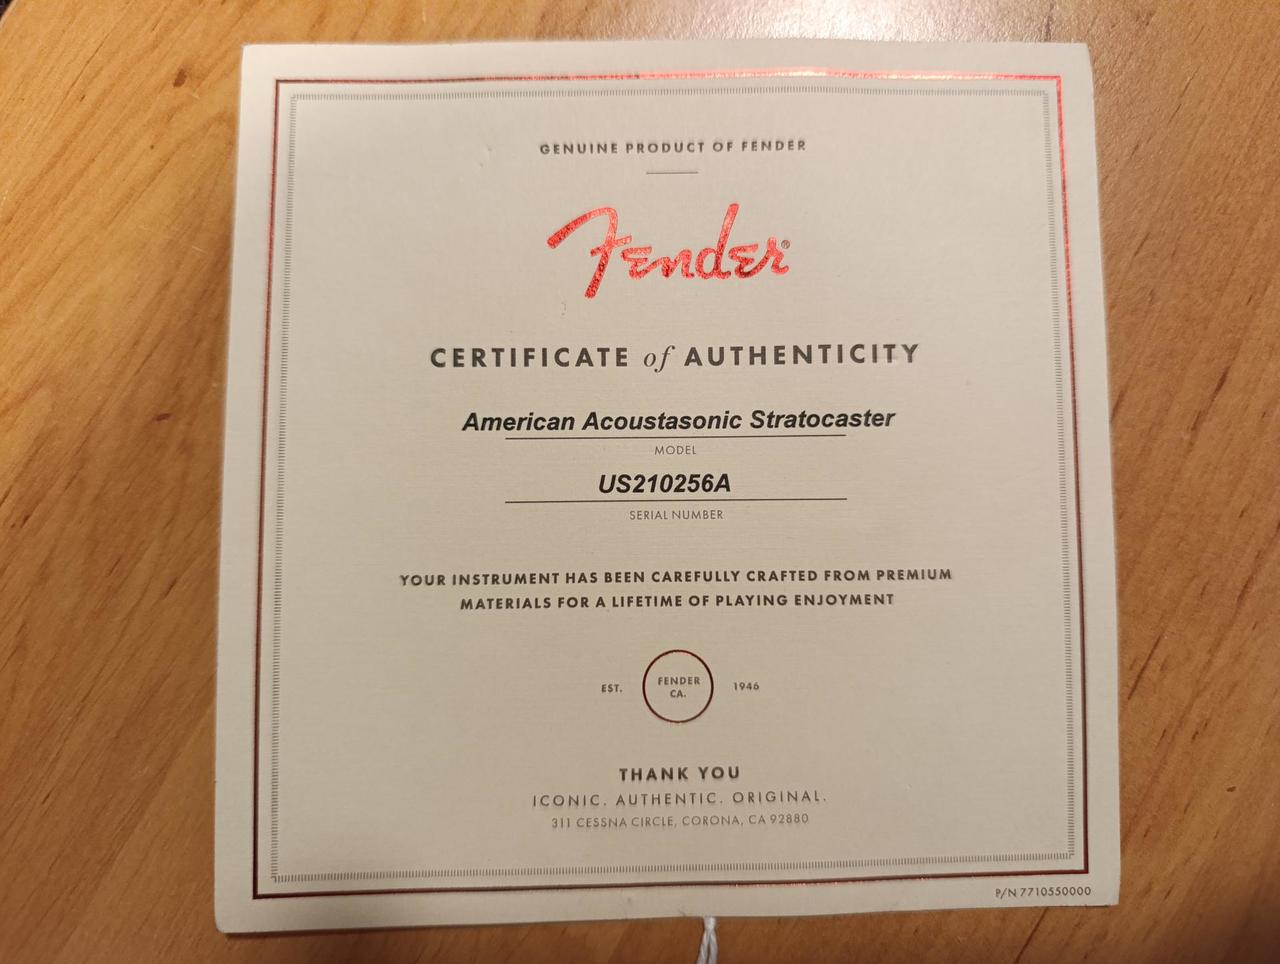 GENUINE PRODUCT OF FENDER
Fender®
CERTIFICATE of AUTHENTICITY
American Acoustasonic Stratocaster
MODEL
US210256A
SERIAL NUMBER
YOUR INSTRUMENT HAS BEEN CAREFULLY CRAFTED FROM PREMIUM
MATERIALS FOR A LIFETIME OF PLAYING ENJOYMENT
EST. FENDER CA. 1946
THANK YOU
ICONIC. AUTHENTIC. ORIGINAL.
311 CESSNA CIRCLE, CORONA, CA 92880
P/N 7710550000